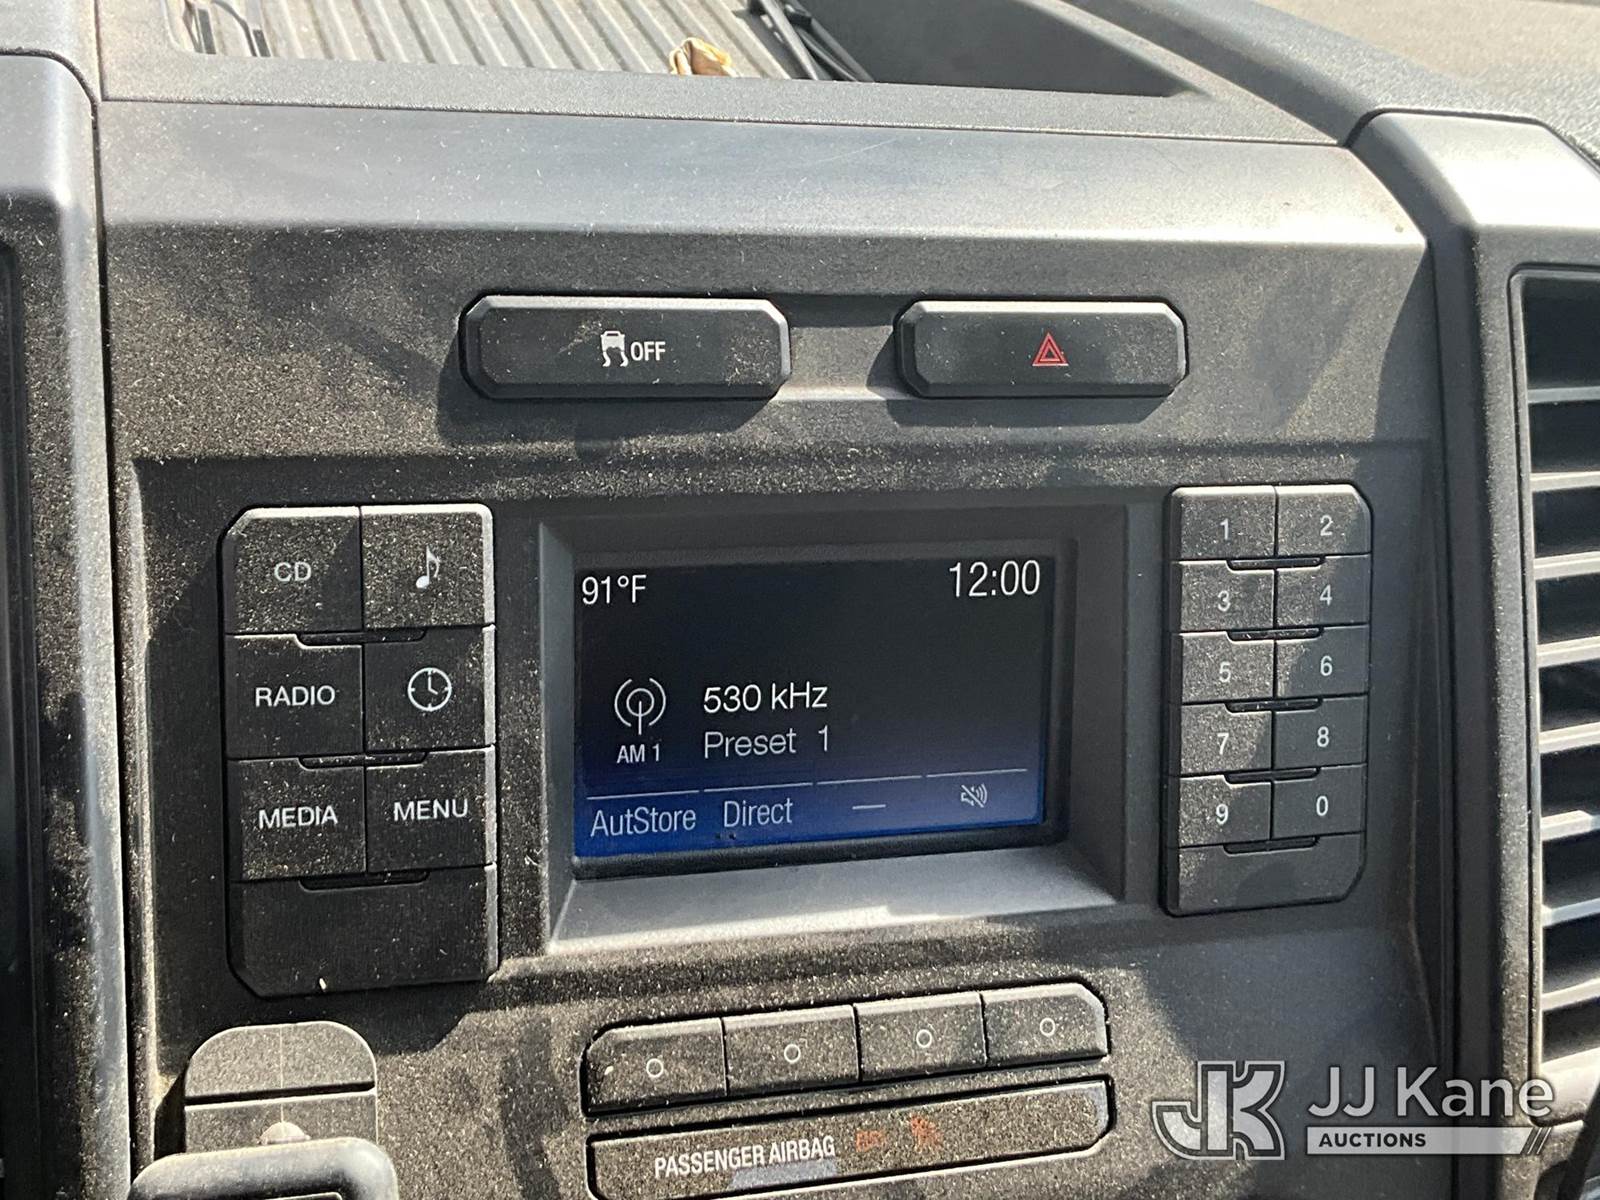 OFF
CD
RADIO
MEDIA
MENU
91°F
12:00
530 kHz
AM 1
Preset 1
AutStore
Direct
1
2
3
4
5
6
7
8
9
0
PASSENGER AIRBAG
JK
JJ Kane
AUCTIONS